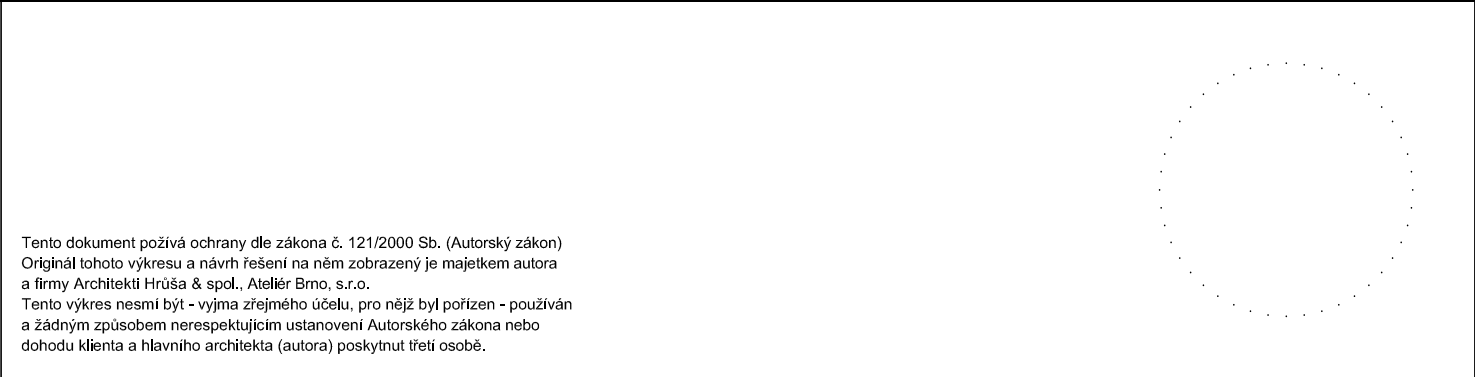 Tento dokument požívá ochrany dle zákona č. 121/2000 Sb. (Autorský zákon)
Originál tohoto výkresu a návrh řešení na něm zobrazený je majetkem autora
a firmy Architekti Hrůša & spol., Ateliér Brno, s.r.o.
Tento výkres nesmí být - vyjma zřejmého účelu, pro nějž byl pořízen - používán
a žádným způsobem nerespektujícím ustanovení Autorského zákona nebo
dohodu klienta a hlavního architekta (autora) poskytnut třetí osobě.